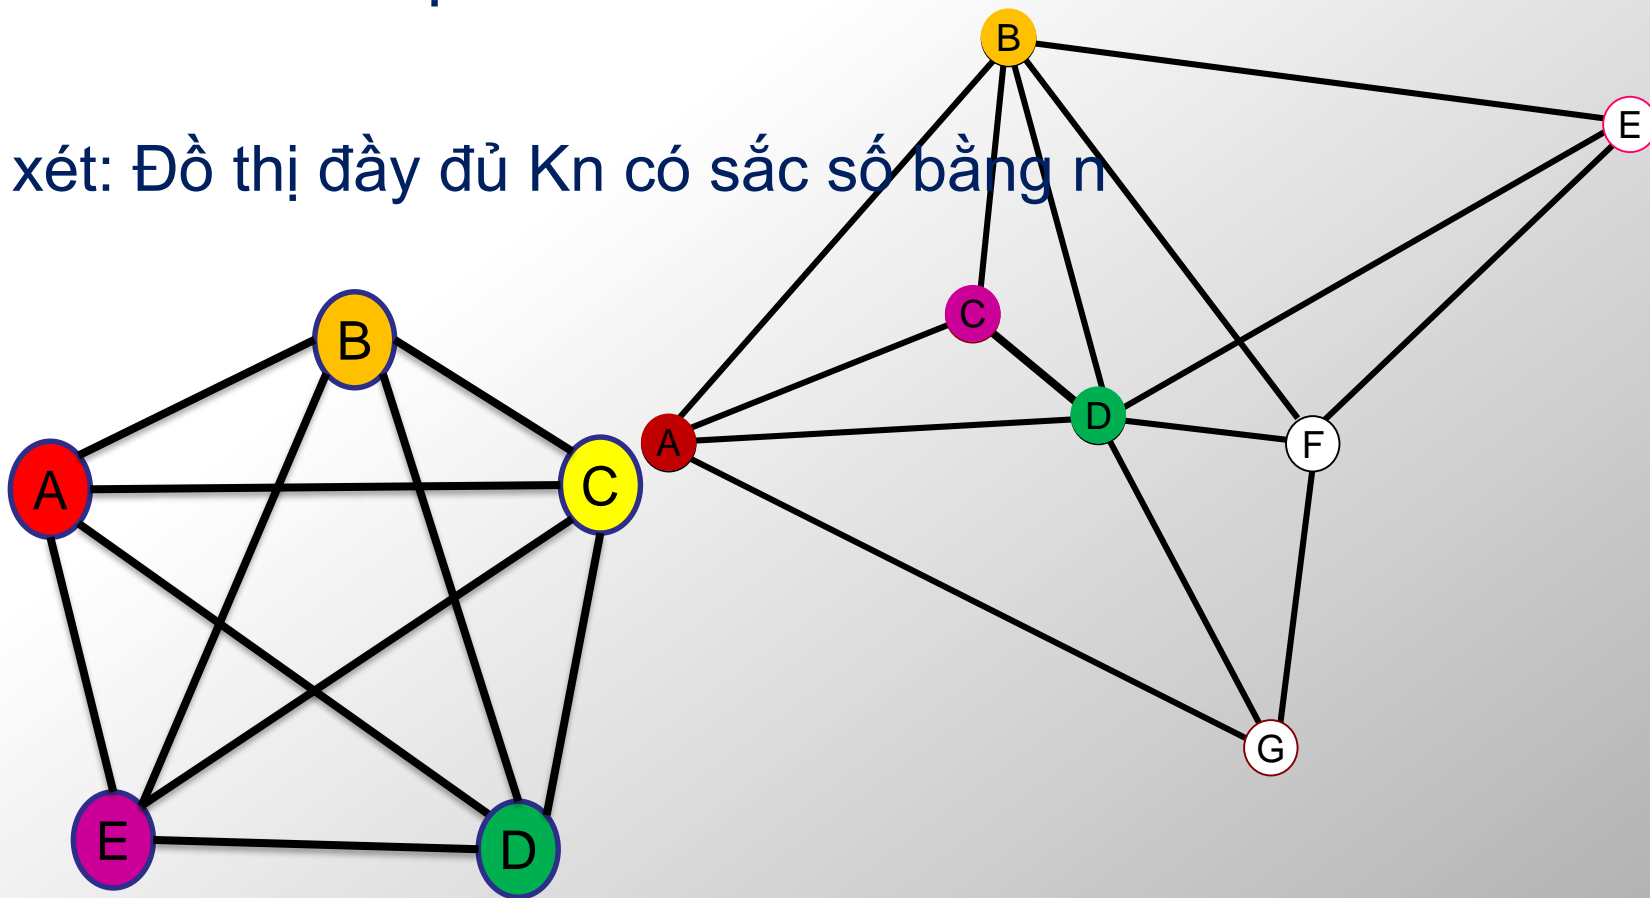 xét: Đồ thị đầy đủ Kn có sắc số bằng n
B
A
C
E
D
B
E
C
A
D
F
G